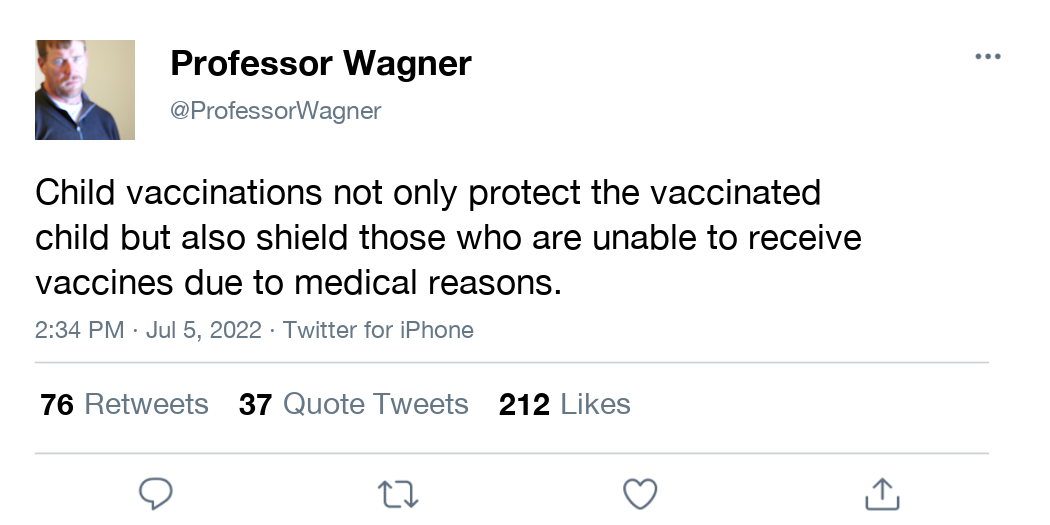 Professor Wagner
@ProfessorWagner
Child vaccinations not only protect the vaccinated
child but also shield those who are unable to receive
vaccines due to medical reasons.
2:34 PM · Jul 5, 2022 · Twitter for iPhone
76 Retweets 37 Quote Tweets 212 Likes